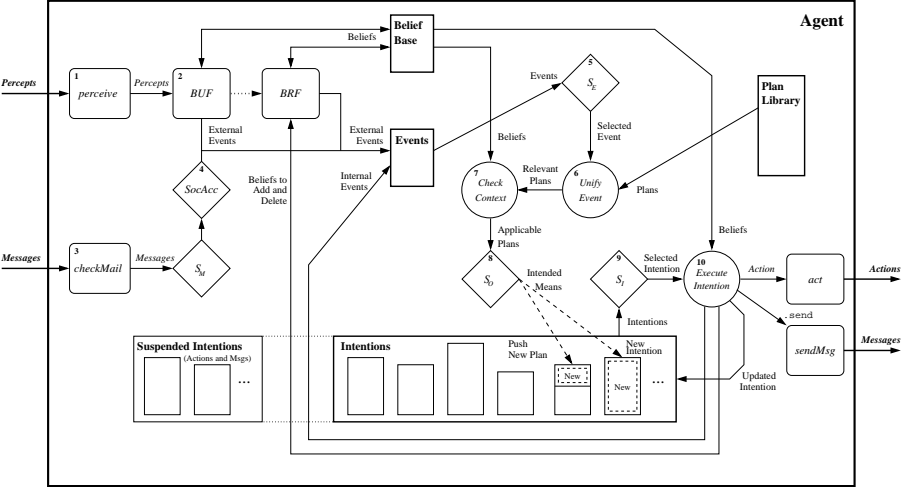 Agent
Belief
Base
Beliefs
Percepts
1
perceive
Percepts
2
BUF
BRF
5
S_E
Events
Plan
Library
External
Events
External
Events
Events
Selected
Event
Beliefs
4
SocAcc
Beliefs to
Add and
Delete
Internal
Events
7
Check
Context
Relevant
Plans
6
Unify
Event
Plans
Applicable
Plans
Beliefs
Messages
3
checkMail
Messages
S_M
8
S_O
Intended
Means
9
S_I
Selected
Intention
10
Execute
Intention
Action
act
Actions
Intentions
.send
sendMsg
Messages
Suspended Intentions
(Actions and Msgs)
...
Intentions
Push
New Plan
New
Intention
New
New
...
Updated
Intention